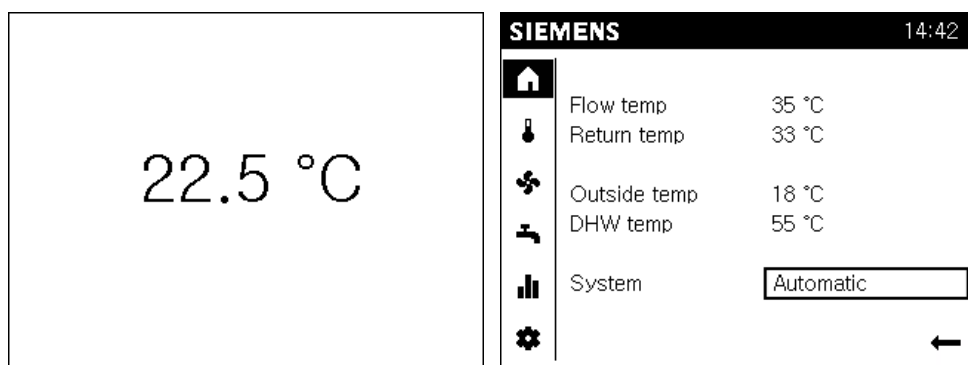 22.5 °C
SIEMENS 14:42
Flow temp 35 °C
Return temp 33 °C
Outside temp 18 °C
DHW temp 55 °C
System Automatic